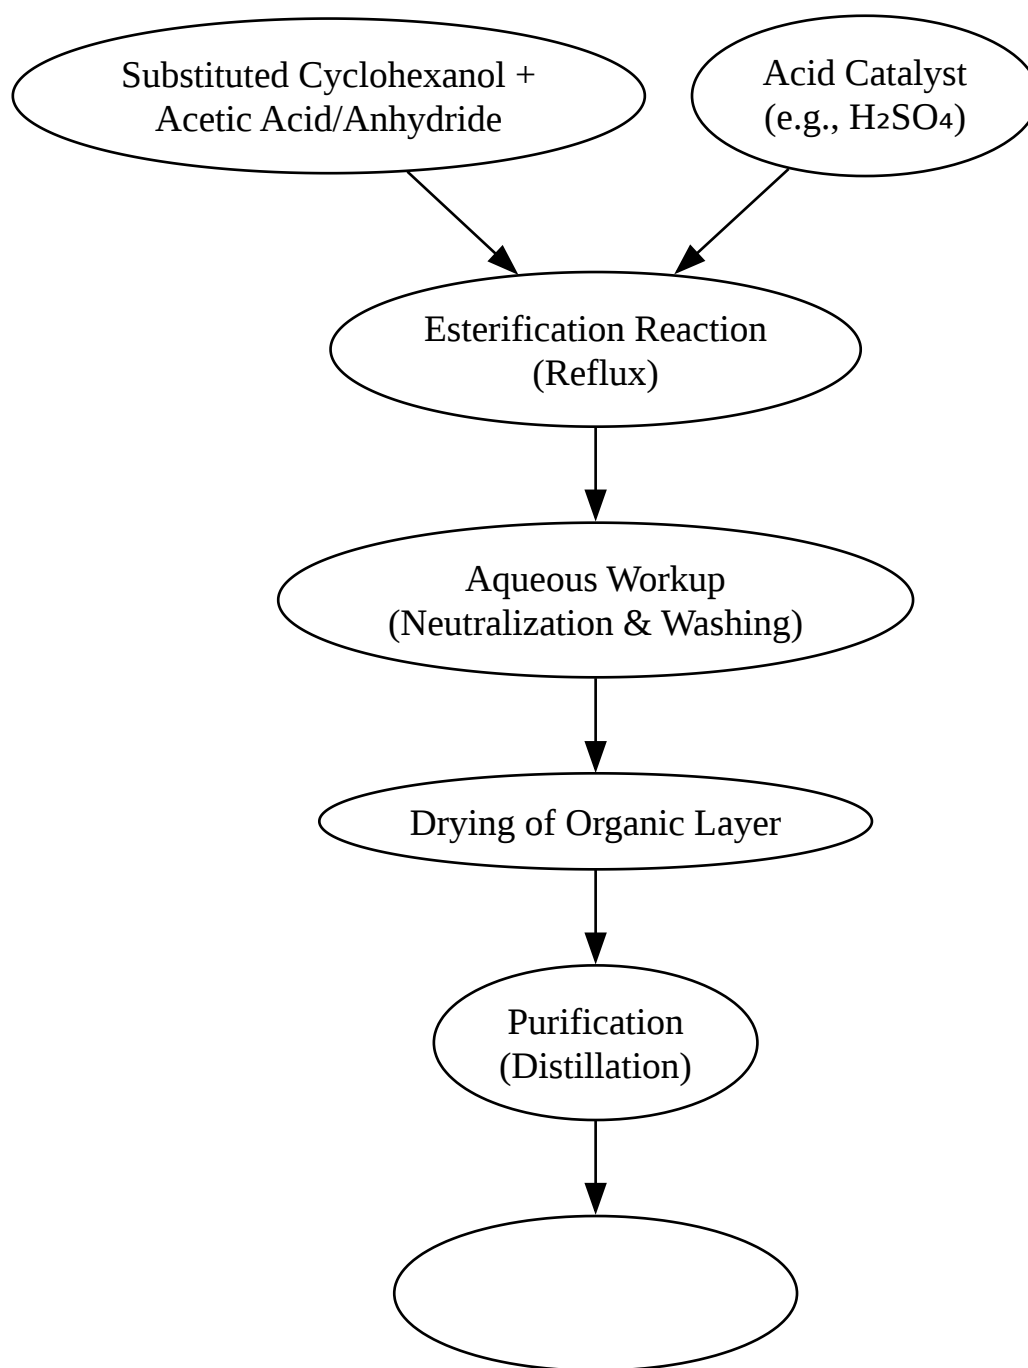 Substituted Cyclohexanol +
Acetic Acid/Anhydride
Acid Catalyst
(e.g., H₂SO₄)
Esterification Reaction
(Reflux)
Aqueous Workup
(Neutralization & Washing)
Drying of Organic Layer
Purification
(Distillation)